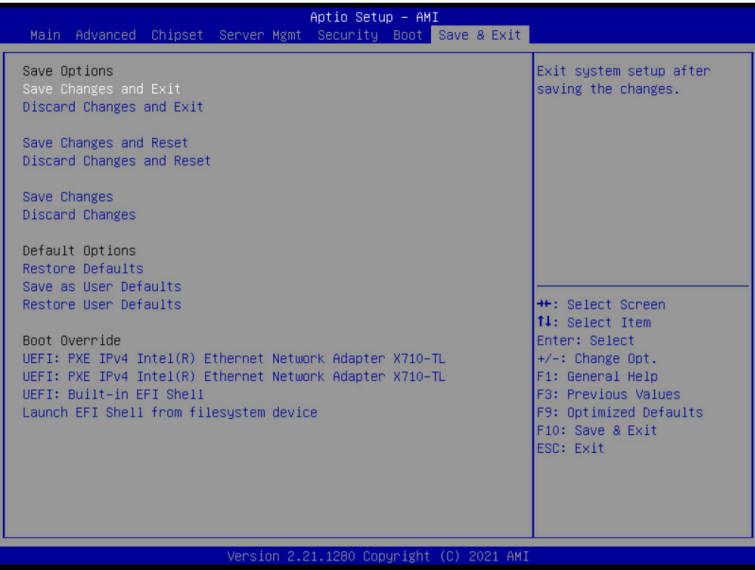 Aptio Setup – AMI
Main Advanced Chipset Server Mgmt Security Boot Save & Exit
Save Options
Save Changes and Exit
Discard Changes and Exit
Save Changes and Reset
Discard Changes and Reset
Save Changes
Discard Changes
Default Options
Restore Defaults
Save as User Defaults
Restore User Defaults
Boot Override
UEFI: PXE IPv4 Intel(R) Ethernet Network Adapter X710-TL
UEFI: PXE IPv4 Intel(R) Ethernet Network Adapter X710-TL
UEFI: Built-in EFI Shell
Launch EFI Shell from filesystem device
Exit system setup after
saving the changes.
→←: Select Screen
↑↓: Select Item
Enter: Select
+/-: Change Opt.
F1: General Help
F3: Previous Values
F9: Optimized Defaults
F10: Save & Exit
ESC: Exit
Version 2.21.1280 Copyright (C) 2021 AMI